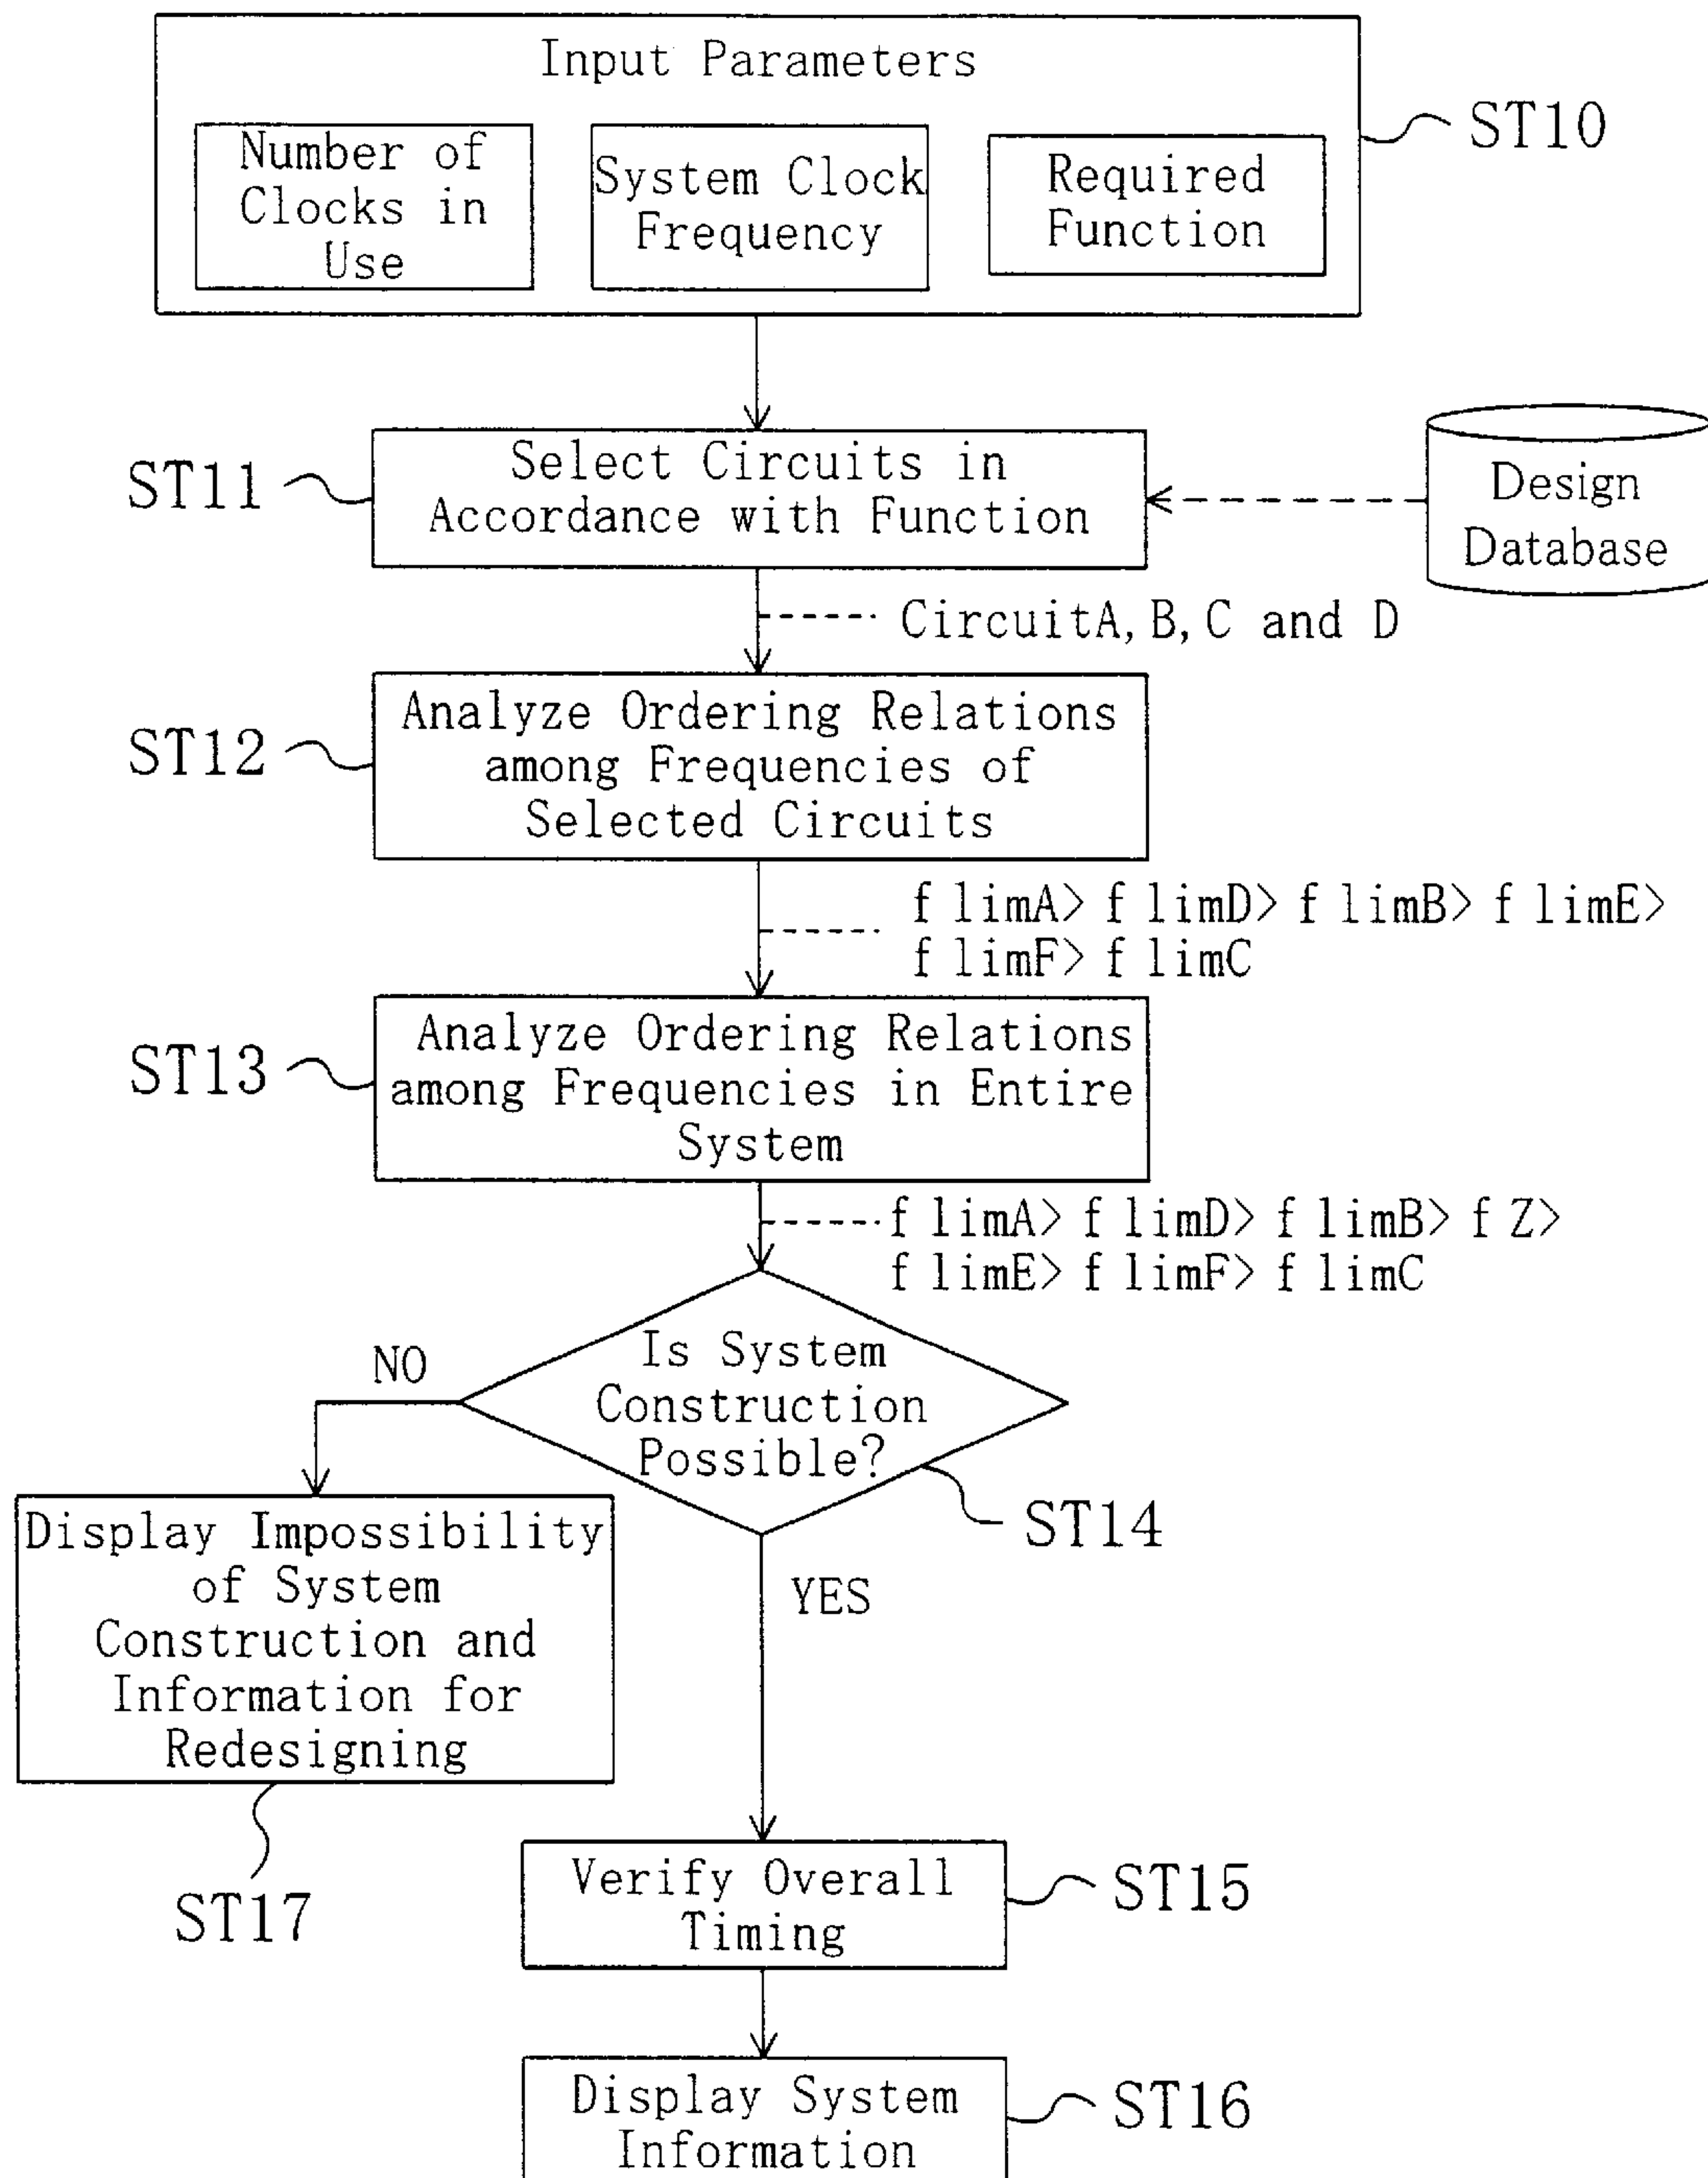 Input Parameters
Number of
Clocks in
Use
System Clock
Frequency
Required
Function
ST10
ST11
Select Circuits in
Accordance with Function
Design
Database
CircuitA, B, C and D
ST12
Analyze Ordering Relations
among Frequencies of
Selected Circuits
f limA> f limD> f limB> f limE>
f limF> f limC
ST13
Analyze Ordering Relations
among Frequencies in Entire
System
f limA> f limD> f limB> f Z>
f limE> f limF> f limC
NO
Is System
Construction
Possible?
ST14
YES
Display Impossibility
of System
Construction and
Information for
Redesigning
ST17
Verify Overall
Timing
ST15
Display System
Information
ST16